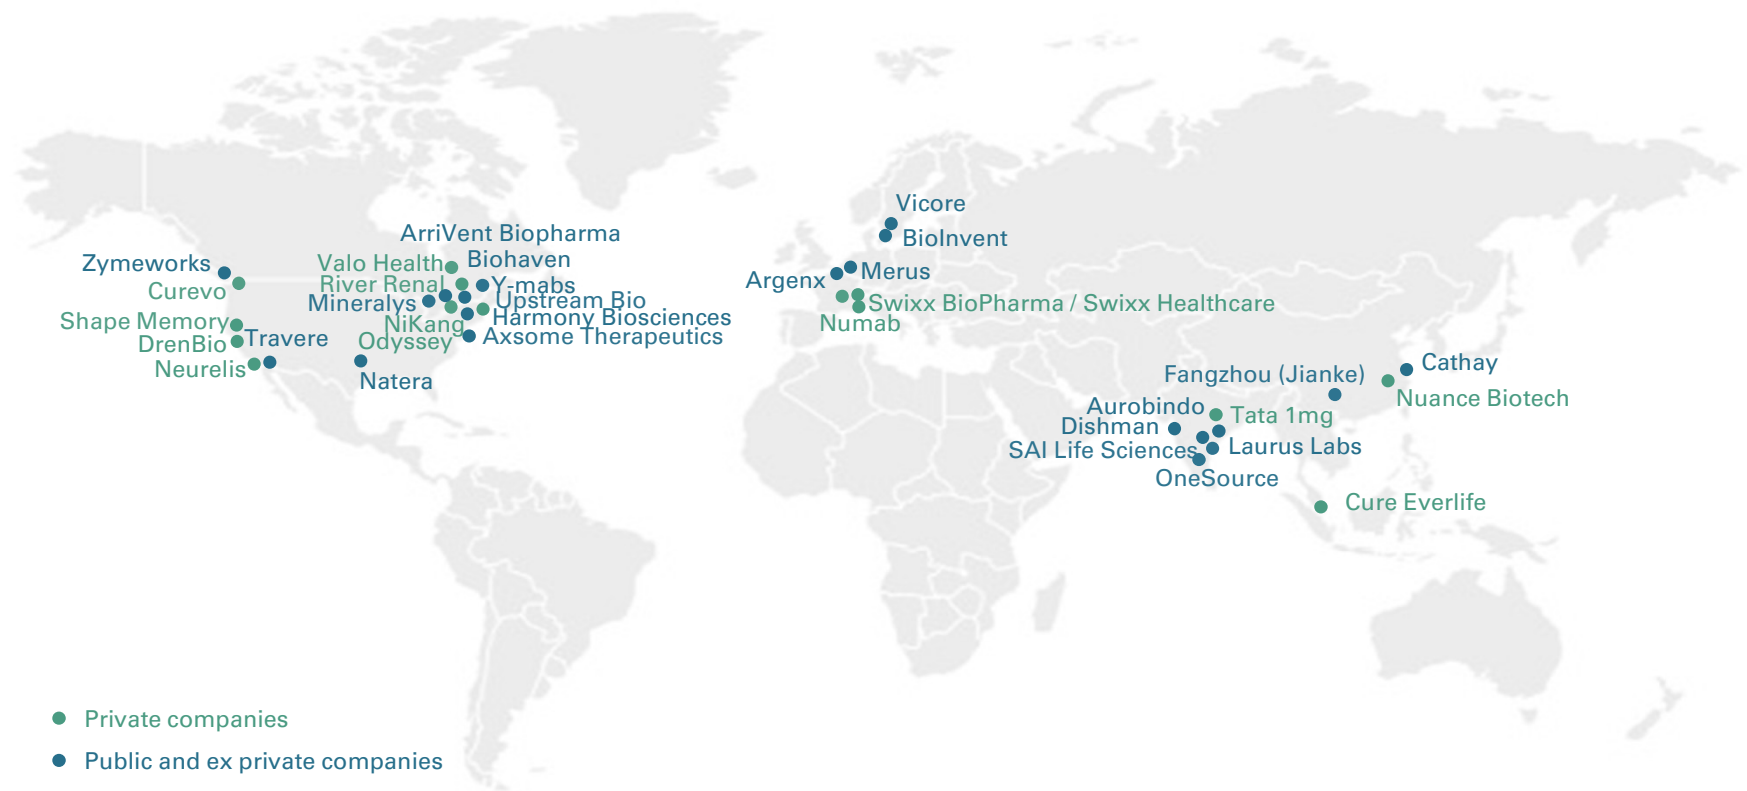 Vicore
BioInvent
ArriVent Biopharma
Zymeworks
Valo Health
Biohaven
Merus
Argenx
Curevo
River Renal
Y-mabs
Mineralys
Upstream Bio
Swixx BioPharma / Swixx Healthcare
Shape Memory
NiKang
Harmony Biosciences
Numab
DrenBio
Travere
Odyssey
Axsome Therapeutics
Neurelis
Natera
Fangzhou (Jianke)
Cathay
Nuance Biotech
Aurobindo
Tata 1mg
Dishman
SAI Life Sciences
Laurus Labs
OneSource
Cure Everlife
Private companies
Public and ex private companies